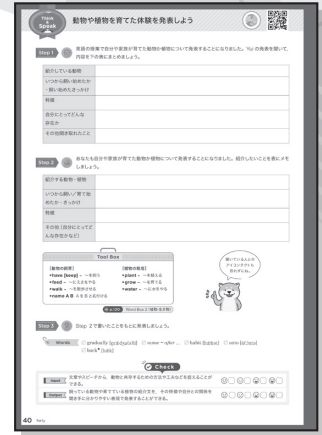 Think & Speak
動物や植物を育てた体験を発表しよう
Step 1
英語の授業で自分や家族が育てた動物か植物について発表することになりました。Yuiの発表を聞いて、
内容を下の表にまとめましょう。
紹介している動物
いつから飼い始めたか
・飼い始めたきっかけ
特徴
自分にとってどんな
存在か
その他聞き取れたこと
Step 2
あなたも自分や家族が育てた動物か植物について発表することになりました。紹介したいことを表にメモ
しましょう。
紹介する動物・植物
いつから飼い／育て始
めたか・きっかけ
特徴
その他（自分にとってど
んな存在かなど）
Tool Box
[動物の飼育]
•have [keep] ~ ～を飼う
•feed ~ ～にえさをやる
•walk ~ ～を散歩させる
•name A B AをBと名付ける
[植物の栽培]
•plant ~ ～を植える
•grow ~ ～を育てる
•water ~ ～に水をやる
Word Box 2（植物・生き物）
聞いている人との
アイコンタクトも
忘れずにね。
Step 3
Step 2で書いたことをもとに発表しましょう。
Words
gradually
name ~ after ...
habit
bark
Check
文章やスピーチから、動物に共存するための方法や工夫などを捉えることが
できる。
飼っている動物や育てている植物の紹介文を、その特徴や自分との関係を
聞き手に分かりやすい表現で発表することができる。
40
forty